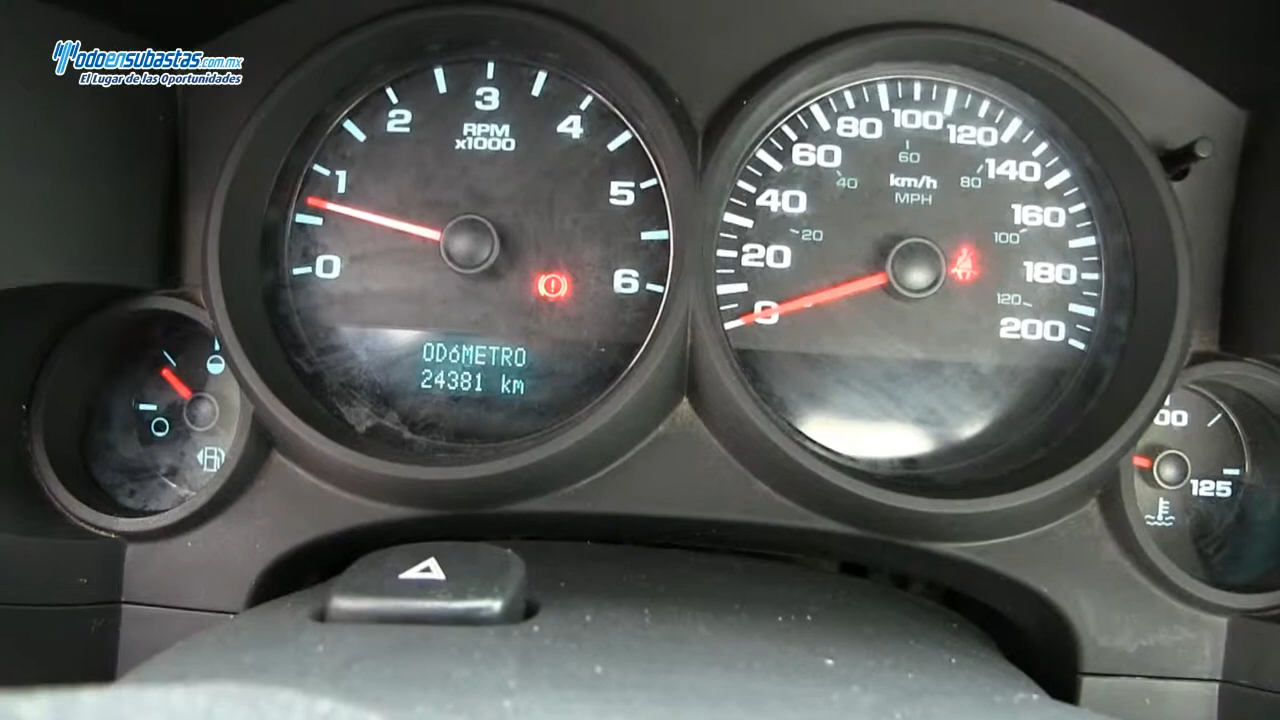 Todoensubastas.com.mx
El Lugar de las Oportunidades
0 1 2 3 4 5 6
RPM
x1000
ODóMETRO
24381 km
0 20 40 60 80 100 120 140 160 180 200
20 40 60 80 100 120
km/h
MPH
00
125